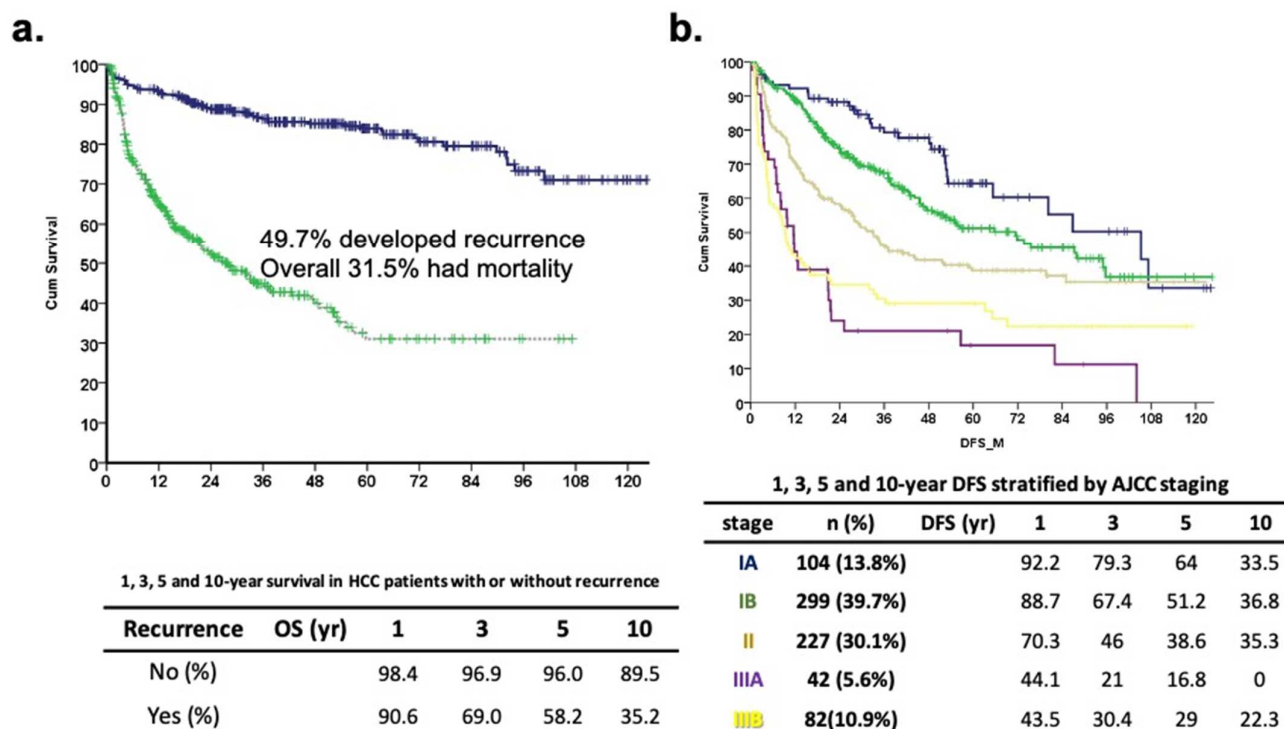 a.
Cum Survival
100
90
80
70
60
50
40
30
20
10
0
49.7% developed recurrence
Overall 31.5% had mortality
0 12 24 36 48 60 72 84 96 108 120
1, 3, 5 and 10-year survival in HCC patients with or without recurrence
Recurrence OS (yr) 1 3 5 10
No (%) 98.4 96.9 96.0 89.5
Yes (%) 90.6 69.0 58.2 35.2
b.
Cum Survival
100
90
80
70
60
50
40
30
20
10
0
0 12 24 36 48 60 72 84 96 108 120
DFS_M
1, 3, 5 and 10-year DFS stratified by AJCC staging
stage n (%) DFS (yr) 1 3 5 10
IA 104 (13.8%) 92.2 79.3 64 33.5
IB 299 (39.7%) 88.7 67.4 51.2 36.8
II 227 (30.1%) 70.3 46 38.6 35.3
IIIA 42 (5.6%) 44.1 21 16.8 0
IIIB 82(10.9%) 43.5 30.4 29 22.3